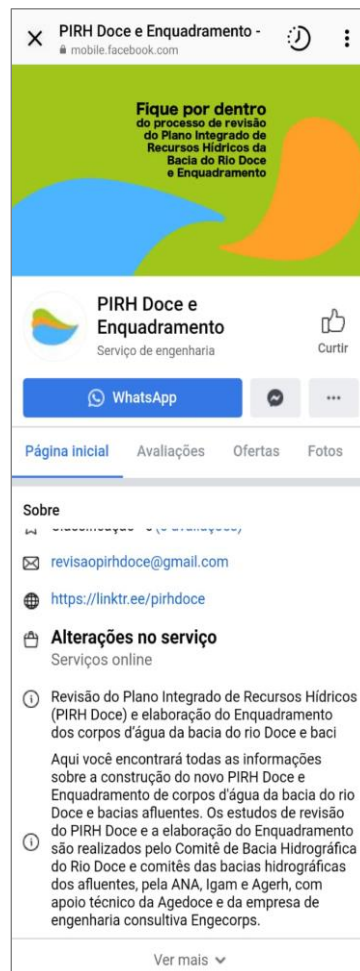 PIRH Doce e Enquadramento -
mobile.facebook.com
Fique por dentro
do processo de revisão
do Plano Integrado de
Recursos Hídricos da
Bacia do Rio Doce
e Enquadramento
PIRH Doce e
Enquadramento
Serviço de engenharia
Curtir
WhatsApp
Página inicial Avaliações Ofertas Fotos
Sobre
revisaopirhdoce@gmail.com
https://linktr.ee/pirhdoce
Alterações no serviço
Serviços online
Revisão do Plano Integrado de Recursos Hídricos
(PIRH Doce) e elaboração do Enquadramento
dos corpos d'água da bacia do rio Doce e baci
Aqui você encontrará todas as informações
sobre a construção do novo PIRH Doce e
Enquadramento de corpos d'água da bacia do rio
Doce e bacias afluentes. Os estudos de revisão
do PIRH Doce e a elaboração do Enquadramento
são realizados pelo Comitê de Bacia Hidrográfica
do Rio Doce e comitês das bacias hidrográficas
dos afluentes, pela ANA, Igam e Agerh, com
apoio técnico da Agedoce e da empresa de
engenharia consultiva Engecorps.
Ver mais